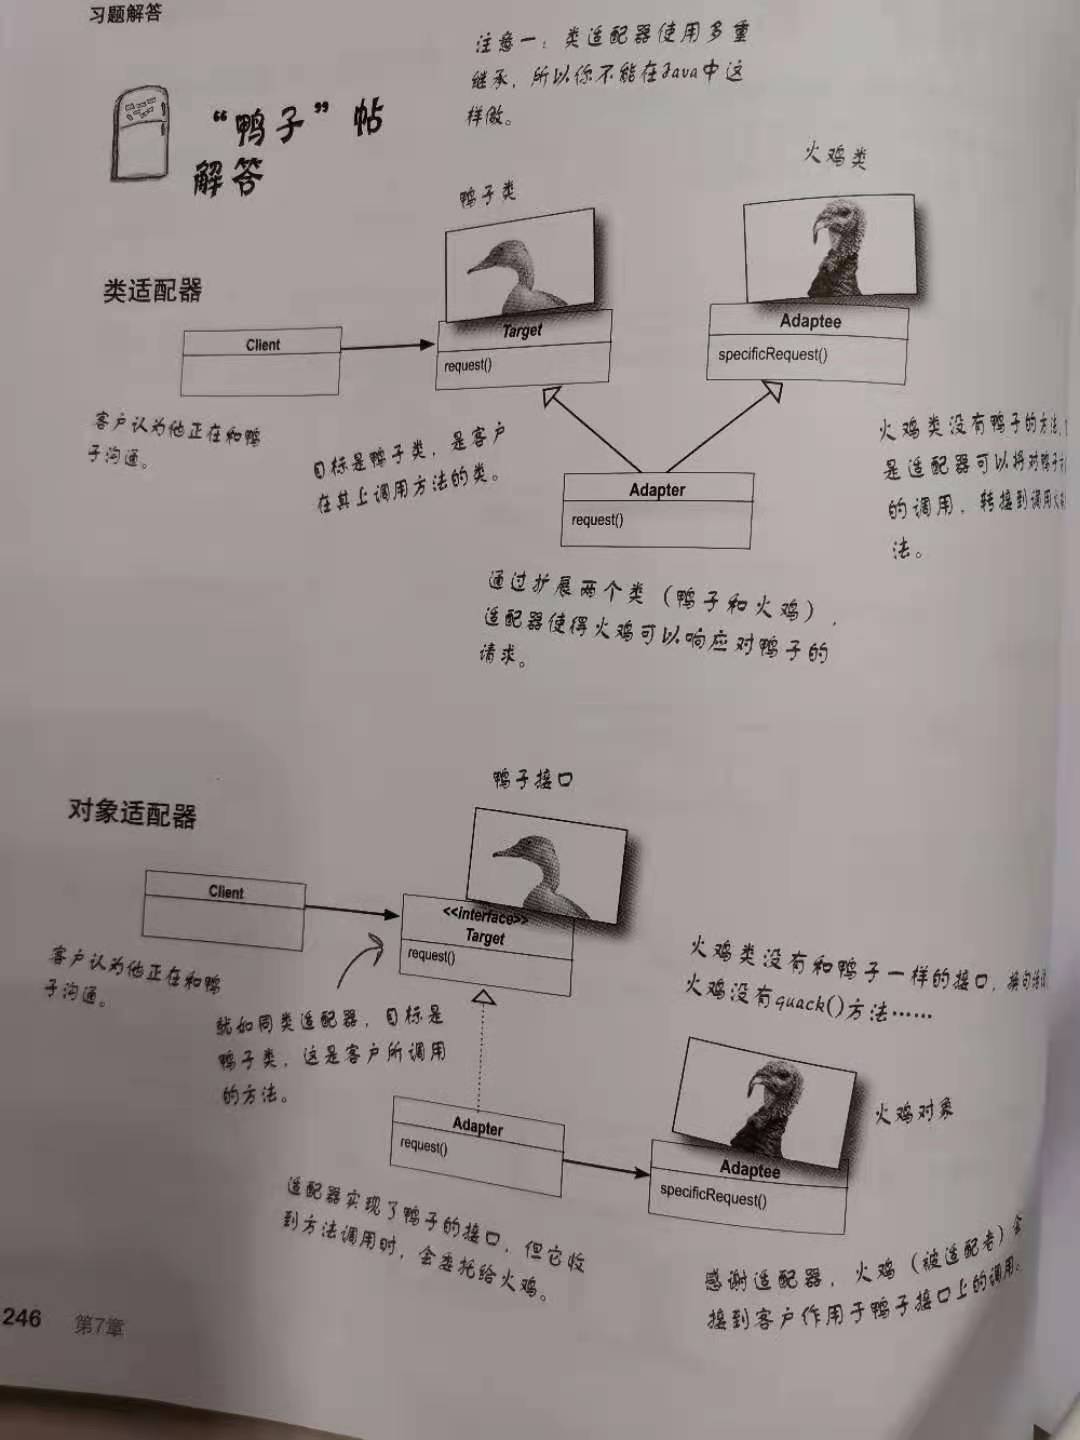 习题解答
注意一：类适配器使用多重
继承，所以你不能在Java中这
样做。
“鸭子”帖
解答
鸭子类
火鸡类
类适配器
Client
Target
request()
Adaptee
specificRequest()
客户认为他正在和鸭
子沟通。
目标是鸭子类，是客户
在其上调用方法的类。
Adapter
request()
火鸡类没有鸭子的方法，
是适配器可以将对鸭子
的调用，转接到调用
法。
通过扩展两个类（鸭子和火鸡），
适配器使得火鸡可以响应对鸭子的
请求。
对象适配器
鸭子接口
Client
<<interface>>
Target
request()
客户认为他正在和鸭
子沟通。
就如同类适配器，目标是
鸭子类，这是客户所调用
的方法。
火鸡类没有和鸭子一样的接口，换句话说
火鸡没有quack()方法……
火鸡对象
Adapter
request()
Adaptee
specificRequest()
适配器实现了鸭子的接口，但它收
到方法调用时，会委托给火鸡。
感谢适配器，火鸡（被适配者）会
接到客户作用于鸭子接口上的调用。
246 第7章